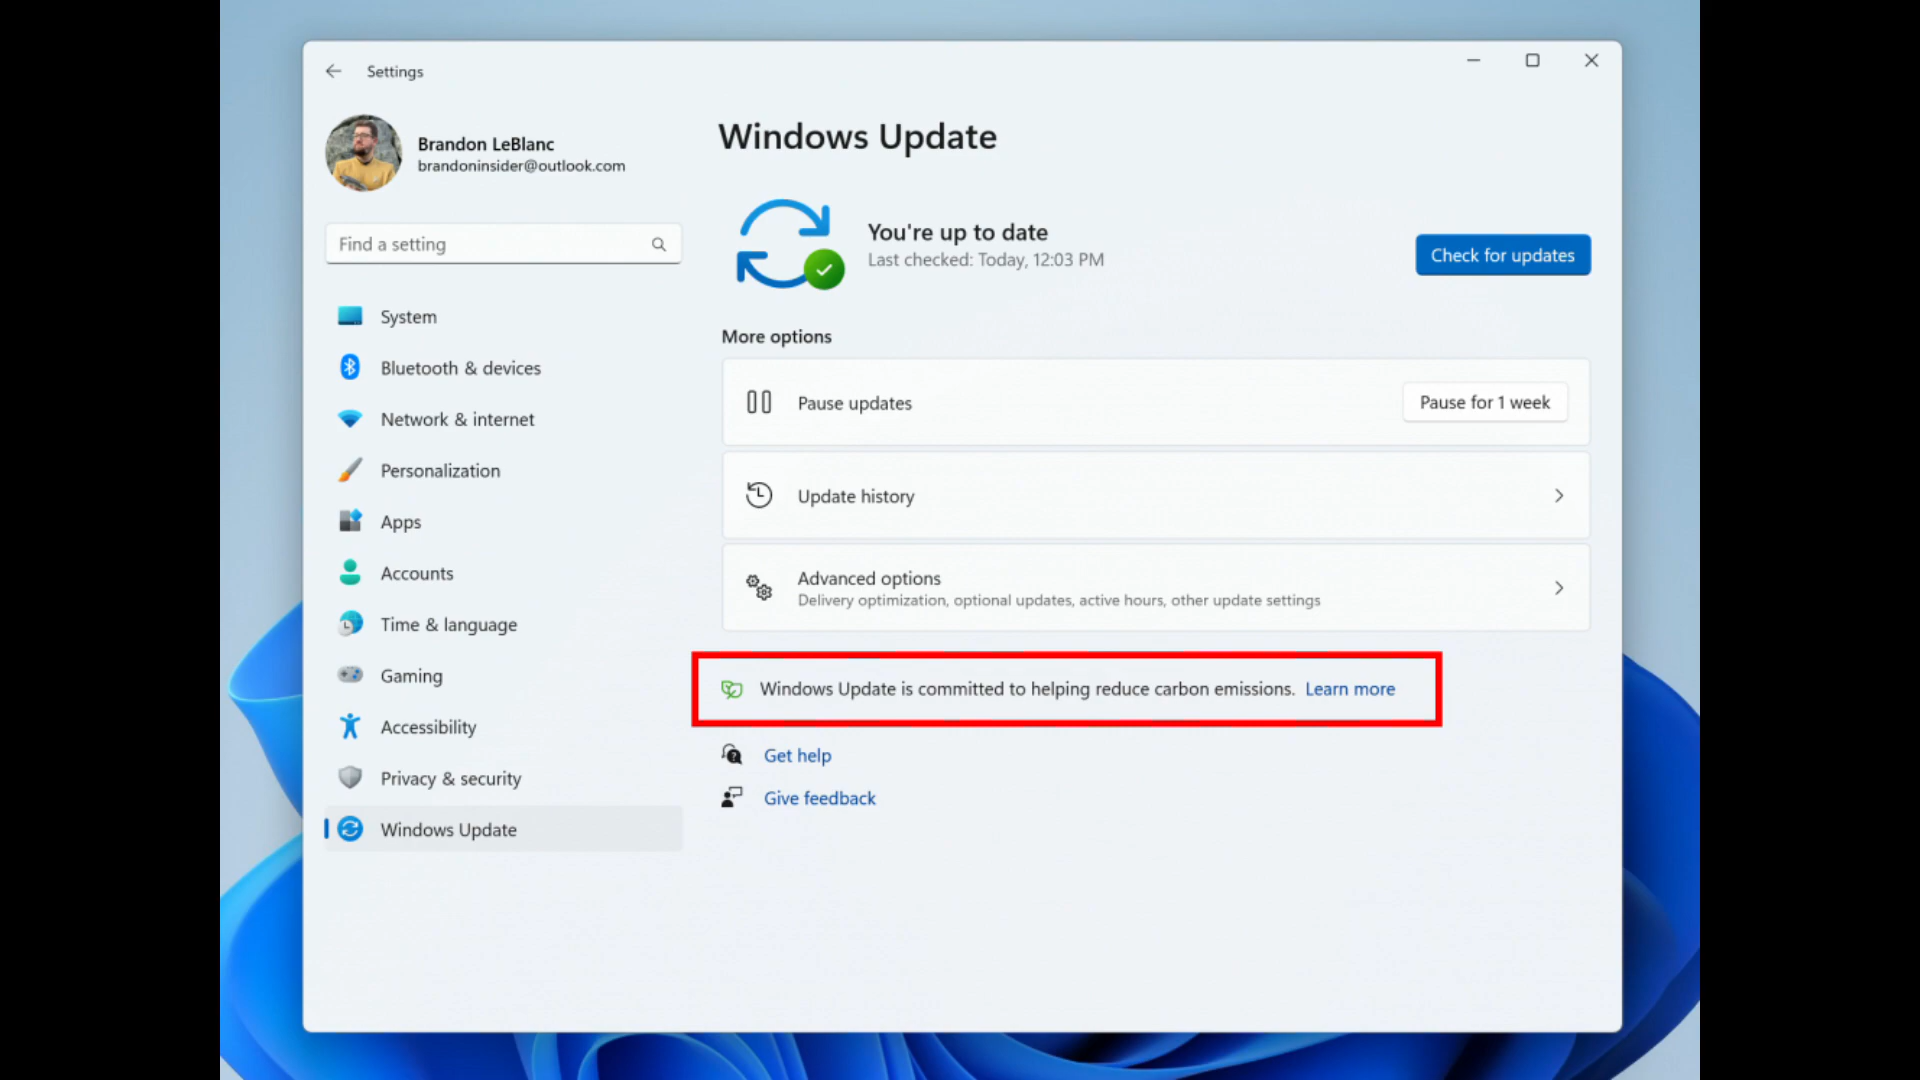 Settings
Brandon LeBlanc
brandoninsider@outlook.com
Find a setting
System
Bluetooth & devices
Network & internet
Personalization
Apps
Accounts
Time & language
Gaming
Accessibility
Privacy & security
Windows Update
Windows Update
You're up to date
Last checked: Today, 12:03 PM
Check for updates
More options
Pause updates
Pause for 1 week
Update history
Advanced options
Delivery optimization, optional updates, active hours, other update settings
Windows Update is committed to helping reduce carbon emissions. Learn more
Get help
Give feedback